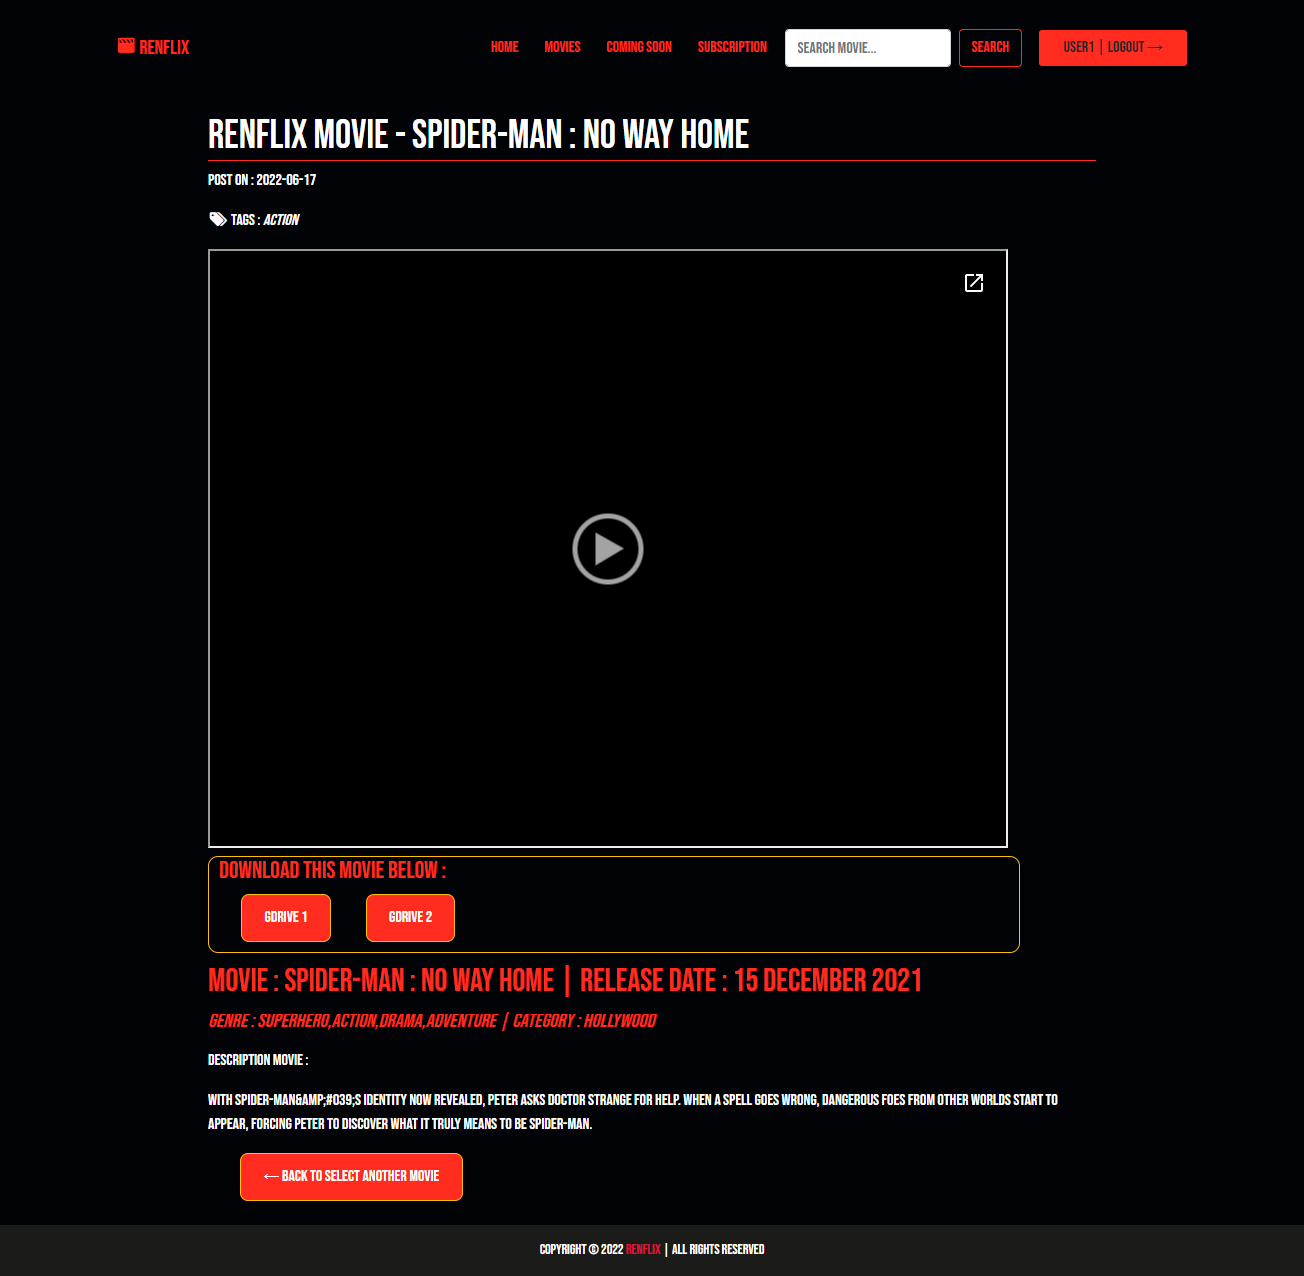 RENFLIX
HOME MOVIES COMING SOON SUBSCRIPTION SEARCH MOVIE... SEARCH USER1 | LOGOUT →
RENFLIX MOVIE - SPIDER-MAN : NO WAY HOME
POST ON : 2022-06-17
TAGS : ACTION
DOWNLOAD THIS MOVIE BELOW :
GDRIVE 1 GDRIVE 2
MOVIE : SPIDER-MAN : NO WAY HOME | RELEASE DATE : 15 DECEMBER 2021
GENRE : SUPERHERO,ACTION,DRAMA,ADVENTURE | CATEGORY : HOLLYWOOD
DESCRIPTION MOVIE :
WITH SPIDER-MAN&AMP;#039;S IDENTITY NOW REVEALED, PETER ASKS DOCTOR STRANGE FOR HELP. WHEN A SPELL GOES WRONG, DANGEROUS FOES FROM OTHER WORLDS START TO
APPEAR, FORCING PETER TO DISCOVER WHAT IT TRULY MEANS TO BE SPIDER-MAN.
← BACK TO SELECT ANOTHER MOVIE
COPYRIGHT © 2022 RENFLIX | ALL RIGHTS RESERVED